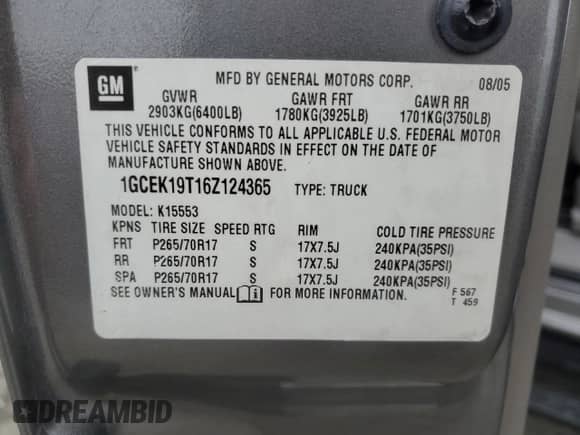 GM
MFD BY GENERAL MOTORS CORP. 08/05
GVWR GAWR FRT GAWR RR
2903KG(6400LB) 1780KG(3925LB) 1701KG(3750LB)
THIS VEHICLE CONFORMS TO ALL APPLICABLE U.S. FEDERAL MOTOR
VEHICLE SAFETY STANDARDS IN EFFECT ON THE DATE OF
MANUFACTURE SHOWN ABOVE.
1GCEK19T16Z124365 TYPE: TRUCK
MODEL: K15553
KPNS TIRE SIZE SPEED RTG RIM COLD TIRE PRESSURE
FRT P265/70R17 S 17X7.5J 240KPA(35PSI)
RR P265/70R17 S 17X7.5J 240KPA(35PSI)
SPA P265/70R17 S 17X7.5J 240KPA(35PSI)
SEE OWNER'S MANUAL i FOR MORE INFORMATION.
F 567
T 459
DREAMBID